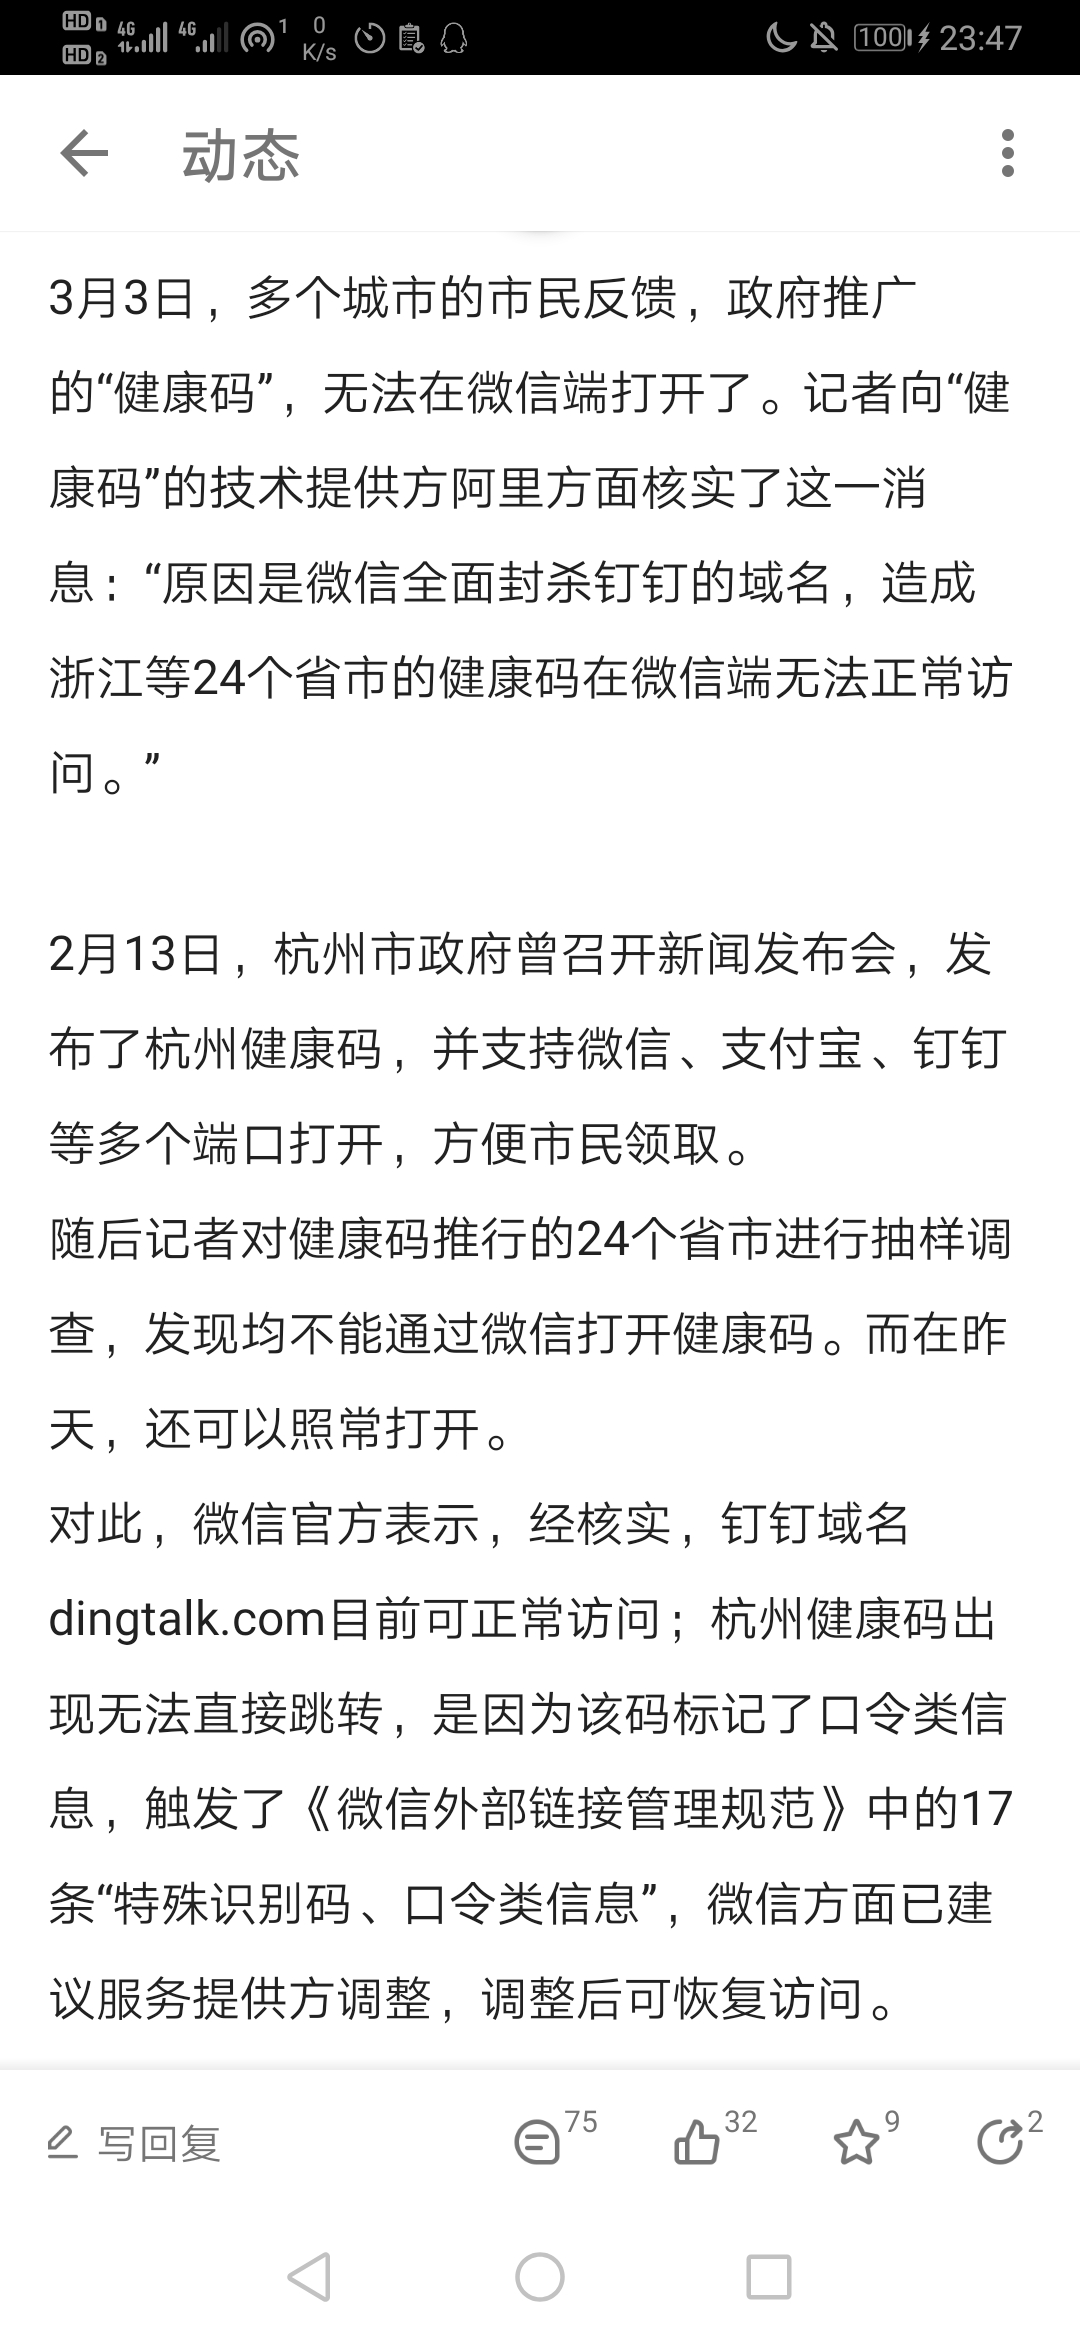 HD 1 4G 4G 1 0 100 23:47
HD 2 K/s
动态
3月3日，多个城市的市民反馈，政府推广
的“健康码”，无法在微信端打开了。记者向“健
康码”的技术提供方阿里方面核实了这一消
息：“原因是微信全面封杀钉钉的域名，造成
浙江等24个省市的健康码在微信端无法正常访
问。”
2月13日，杭州市政府曾召开新闻发布会，发
布了杭州健康码，并支持微信、支付宝、钉钉
等多个端口打开，方便市民领取。
随后记者对健康码推行的24个省市进行抽样调
查，发现均不能通过微信打开健康码。而在昨
天，还可以照常打开。
对此，微信官方表示，经核实，钉钉域名
dingtalk.com目前可正常访问；杭州健康码出
现无法直接跳转，是因为该码标记了口令类信
息，触发了《微信外部链接管理规范》中的17
条“特殊识别码、口令类信息”，微信方面已建
议服务提供方调整，调整后可恢复访问。
写回复 75 32 9 2